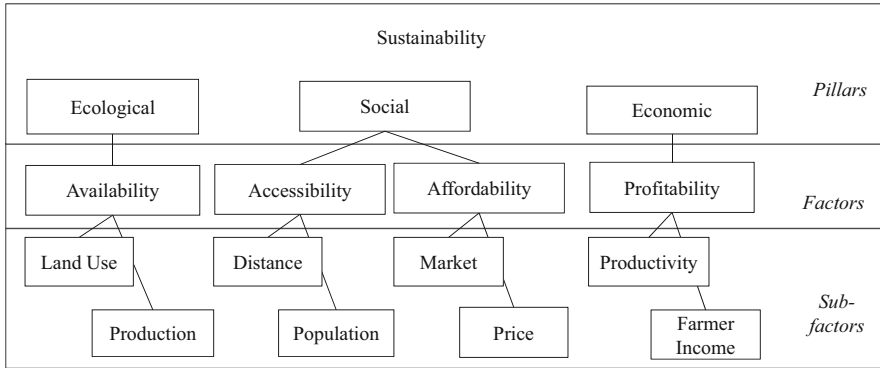 Sustainability
Ecological
Social
Economic
Pillars
Availability
Accessibility
Affordability
Profitability
Factors
Land Use
Distance
Market
Productivity
Production
Population
Price
Farmer
Income
Sub-
factors